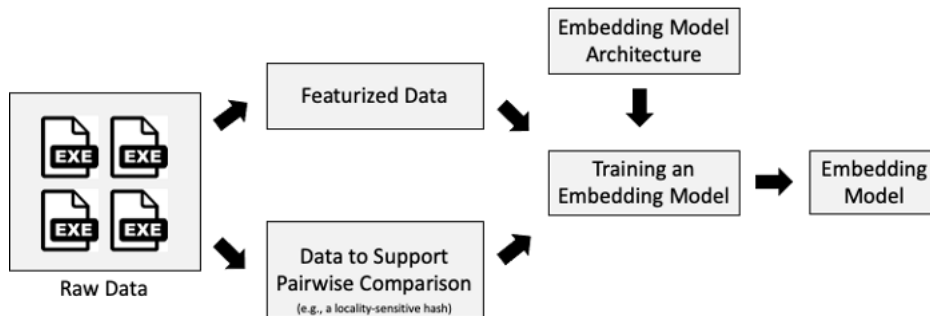 EXE
EXE
EXE
EXE
Raw Data
Featurized Data
Data to Support
Pairwise Comparison
(e.g., a locality-sensitive hash)
Embedding Model
Architecture
Training an
Embedding Model
Embedding
Model